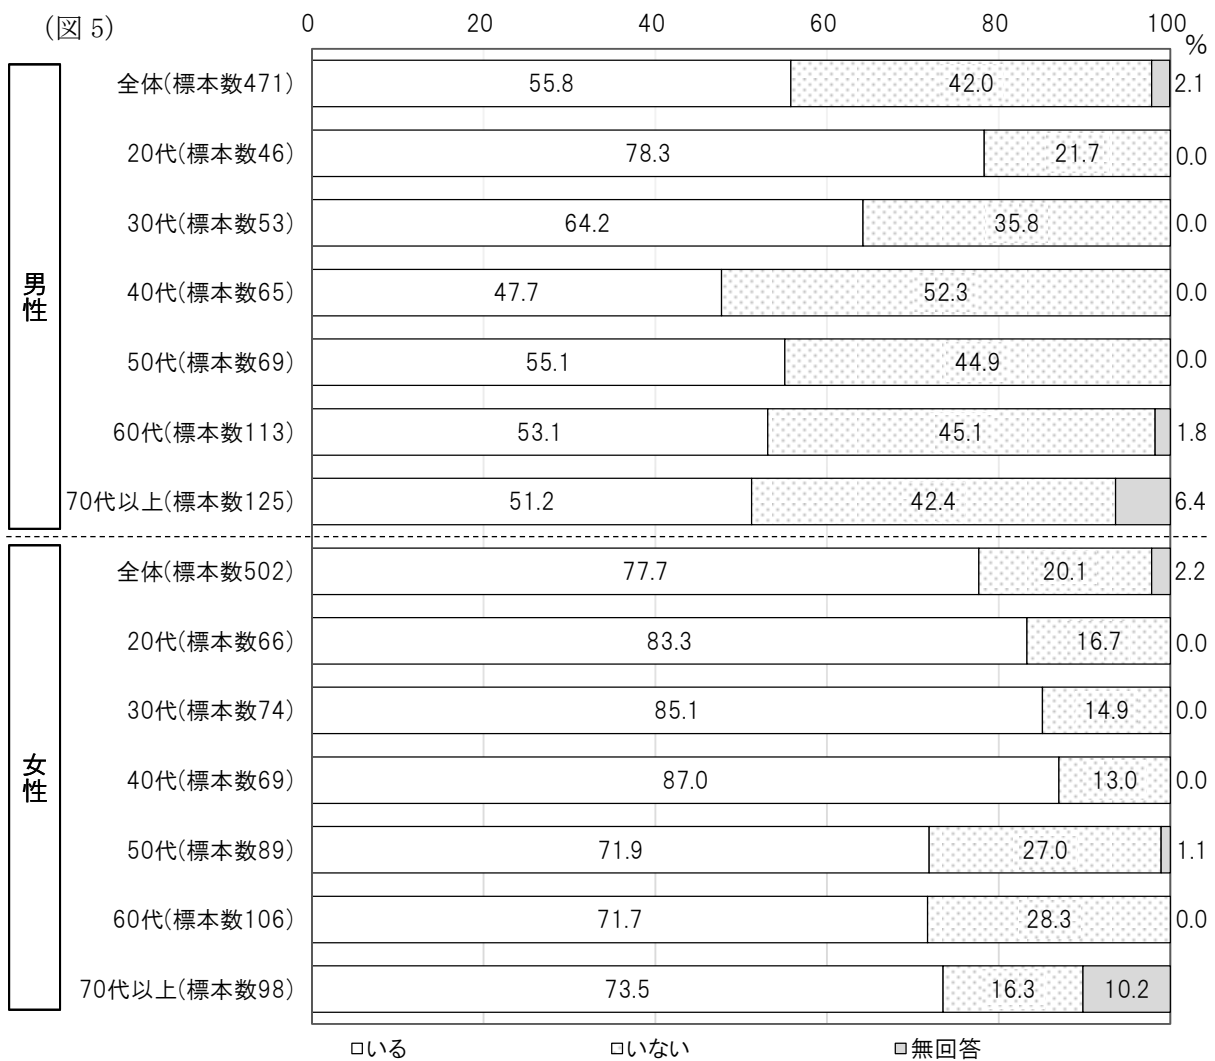 (図 5)
0 20 40 60 80 100
%
男性
全体(標本数471) 55.8 42.0 2.1
20代(標本数46) 78.3 21.7 0.0
30代(標本数53) 64.2 35.8 0.0
40代(標本数65) 47.7 52.3 0.0
50代(標本数69) 55.1 44.9 0.0
60代(標本数113) 53.1 45.1 1.8
70代以上(標本数125) 51.2 42.4 6.4
女性
全体(標本数502) 77.7 20.1 2.2
20代(標本数66) 83.3 16.7 0.0
30代(標本数74) 85.1 14.9 0.0
40代(標本数69) 87.0 13.0 0.0
50代(標本数89) 71.9 27.0 1.1
60代(標本数106) 71.7 28.3 0.0
70代以上(標本数98) 73.5 16.3 10.2
いる いない 無回答